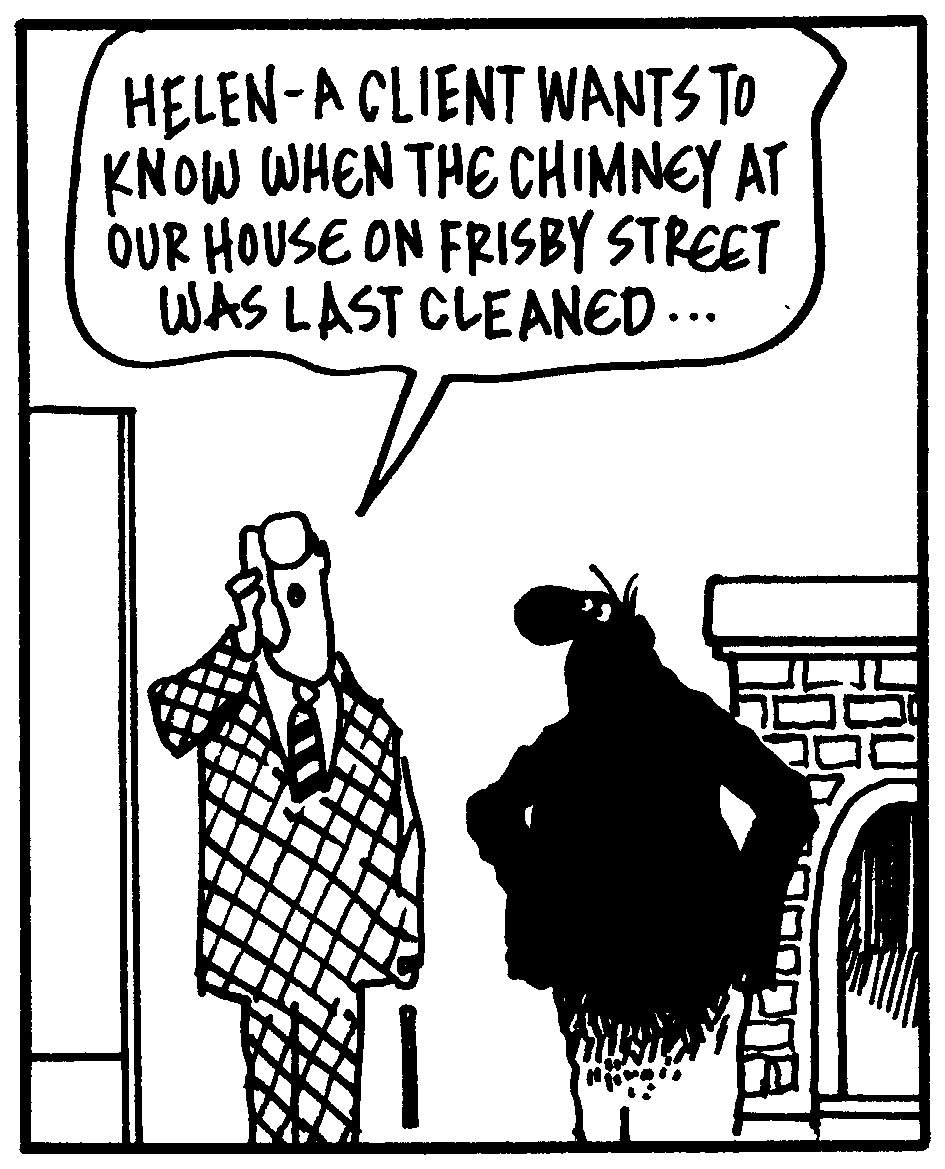 HELEN-A CLIENT WANTS TO
KNOW WHEN THE CHIMNEY AT
OUR HOUSE ON FRISBY STREET
WAS LAST CLEANED...